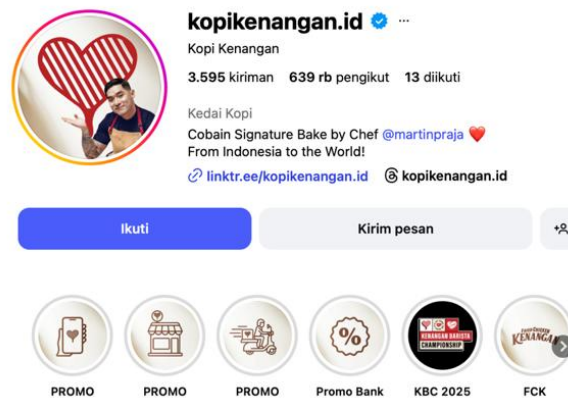 kopikenangan.id
Kopi Kenangan
3.595 kiriman 639 rb pengikut 13 diikuti
Kedai Kopi
Cobain Signature Bake by Chef @martinpraja ❤️
From Indonesia to the World!
linktr.ee/kopikenangan.id kopikenangan.id
Ikuti Kirim pesan
%
KENANGAN BARISTA
CHAMPIONSHIP
KENANGAN
PROMO PROMO PROMO Promo Bank KBC 2025 FCK